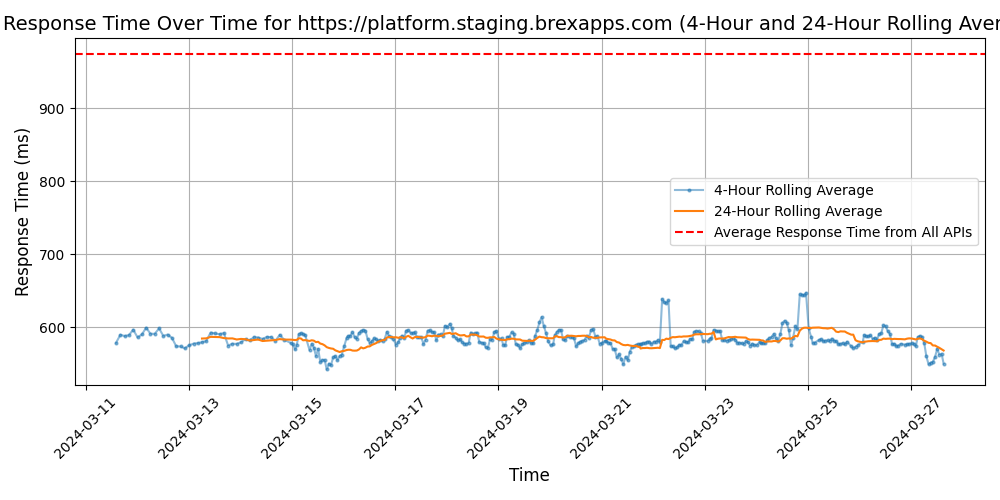 Response Time Over Time for https://platform.staging.brexapps.com (4-Hour and 24-Hour Rolling Aver
Response Time (ms)
900
800
700
600
4-Hour Rolling Average
24-Hour Rolling Average
Average Response Time from All APIs
2024-03-11
2024-03-13
2024-03-15
2024-03-17
2024-03-19
2024-03-21
2024-03-23
2024-03-25
2024-03-27
Time